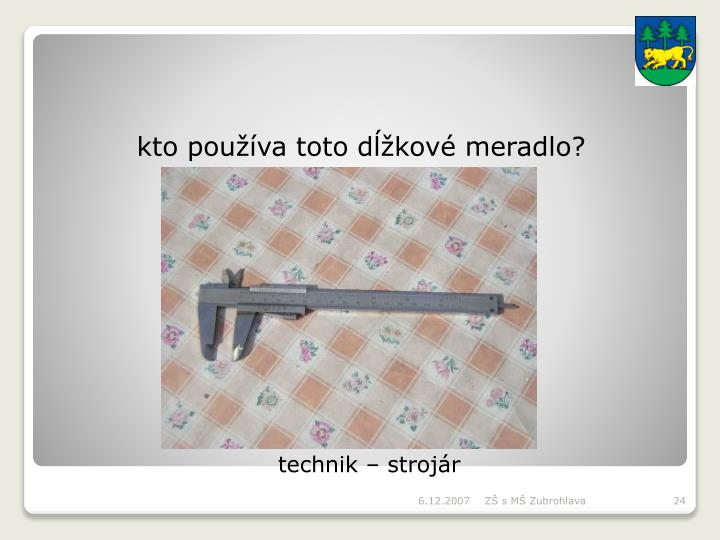 kto používa toto dĺžkové meradlo?
technik – strojár
6.12.2007 ZŠ s MŠ Zubrohlava 24